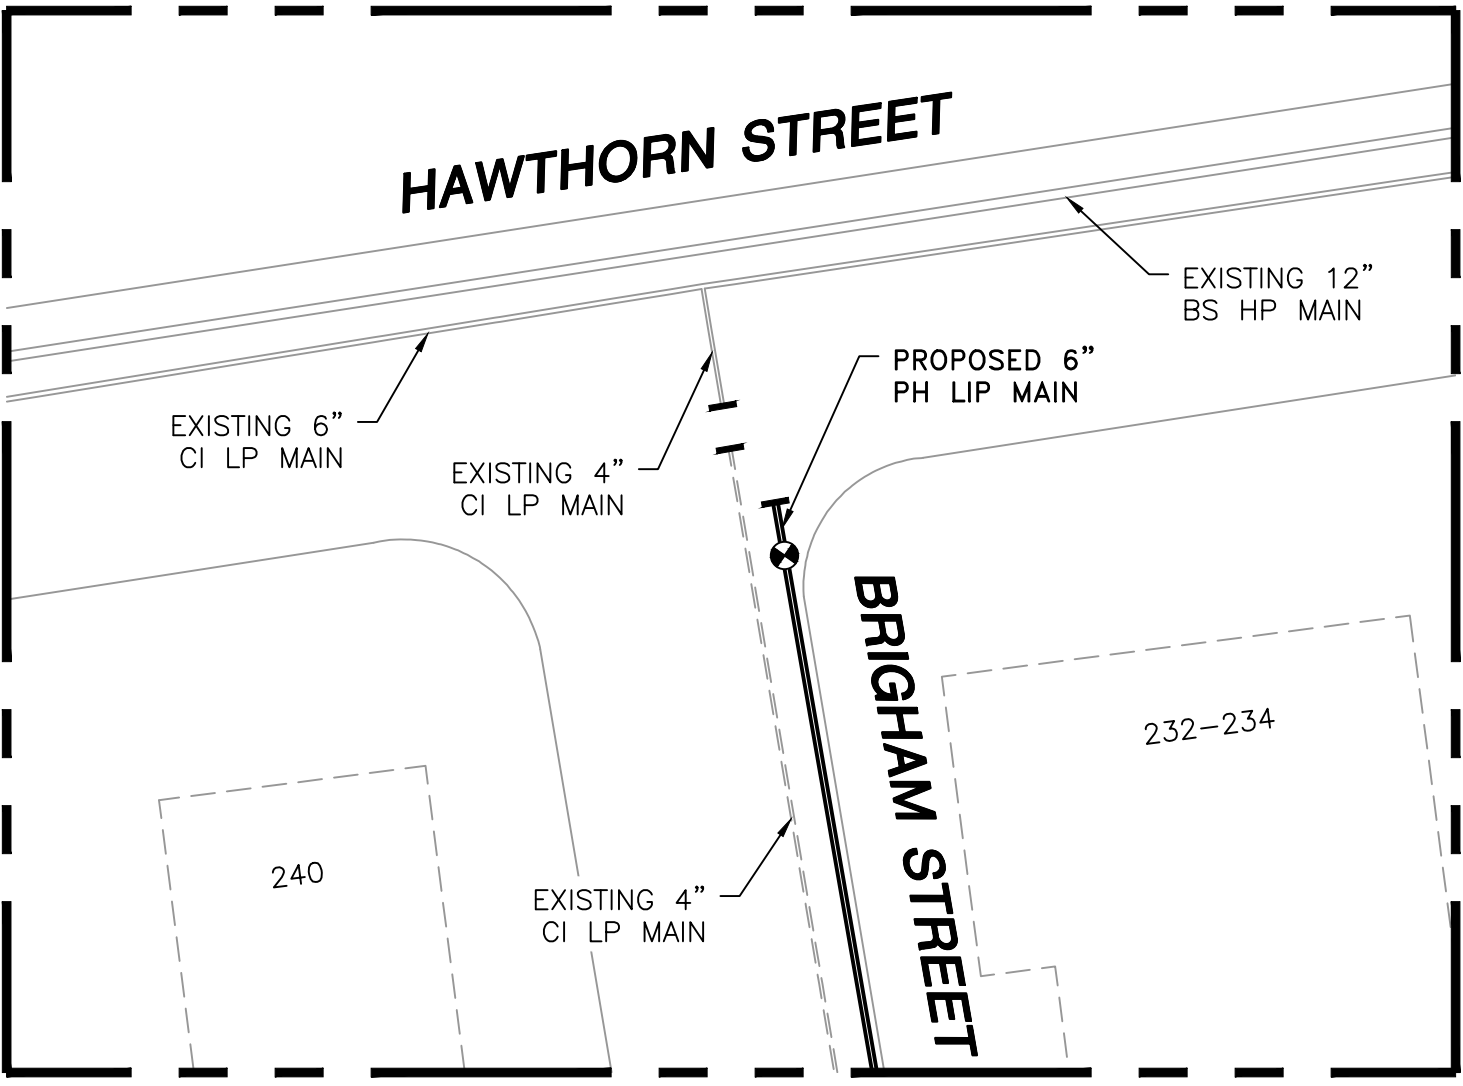 HAWTHORN STREET
EXISTING 12”
BS HP MAIN
PROPOSED 6”
PH LIP MAIN
EXISTING 6”
CI LP MAIN
EXISTING 4”
CI LP MAIN
BRIGHAM STREET
232-234
240
EXISTING 4”
CI LP MAIN